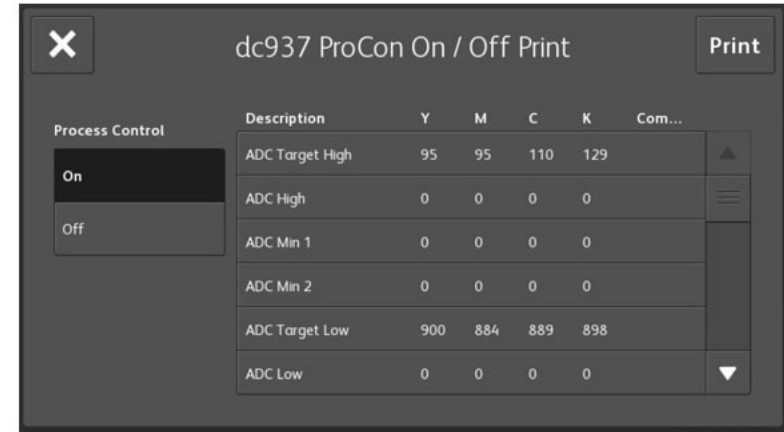 dc937 ProCon On / Off Print
Print
Process Control
On
Off
Description Y M C K Com...
ADC Target High 95 95 110 129
ADC High 0 0 0 0
ADC Min 1 0 0 0 0
ADC Min 2 0 0 0 0
ADC Target Low 900 884 889 898
ADC Low 0 0 0 0